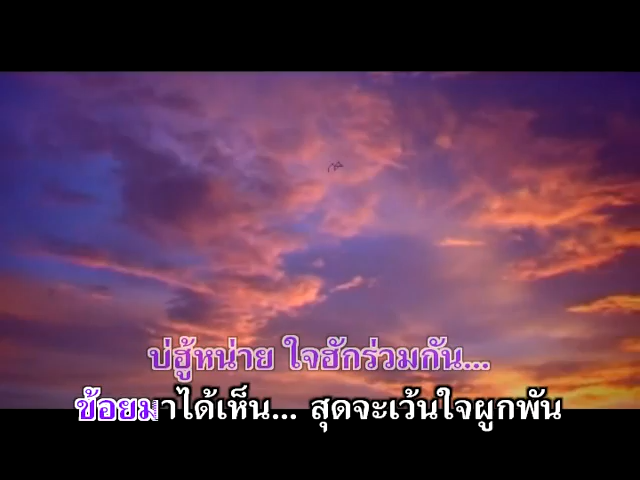 บ่ฮู้หน่าย ใจฮักร่วมกัน...
ข้อยมาได้เห็น... สุดจะเว้นใจผูกพัน